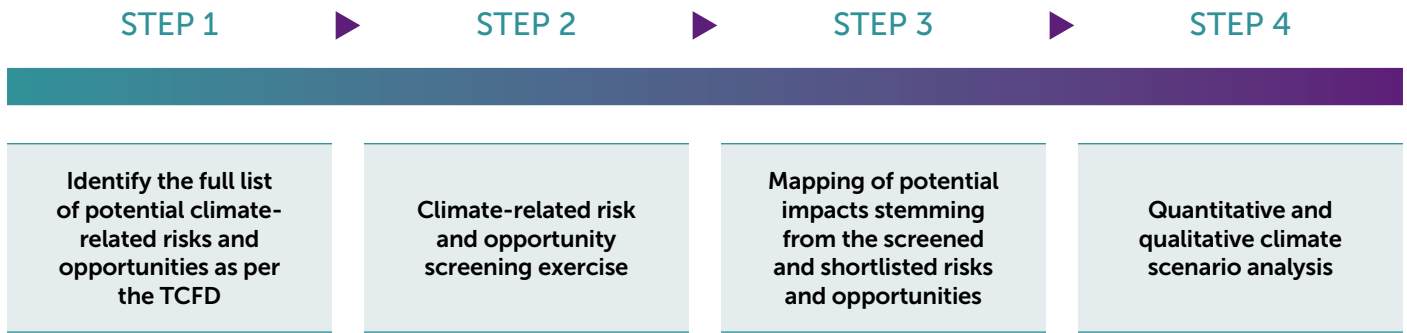 STEP 1
STEP 2
STEP 3
STEP 4
Identify the full list
of potential climate-
related risks and
opportunities as per
the TCFD
Climate-related risk
and opportunity
screening exercise
Mapping of potential
impacts stemming
from the screened
and shortlisted risks
and opportunities
Quantitative and
qualitative climate
scenario analysis